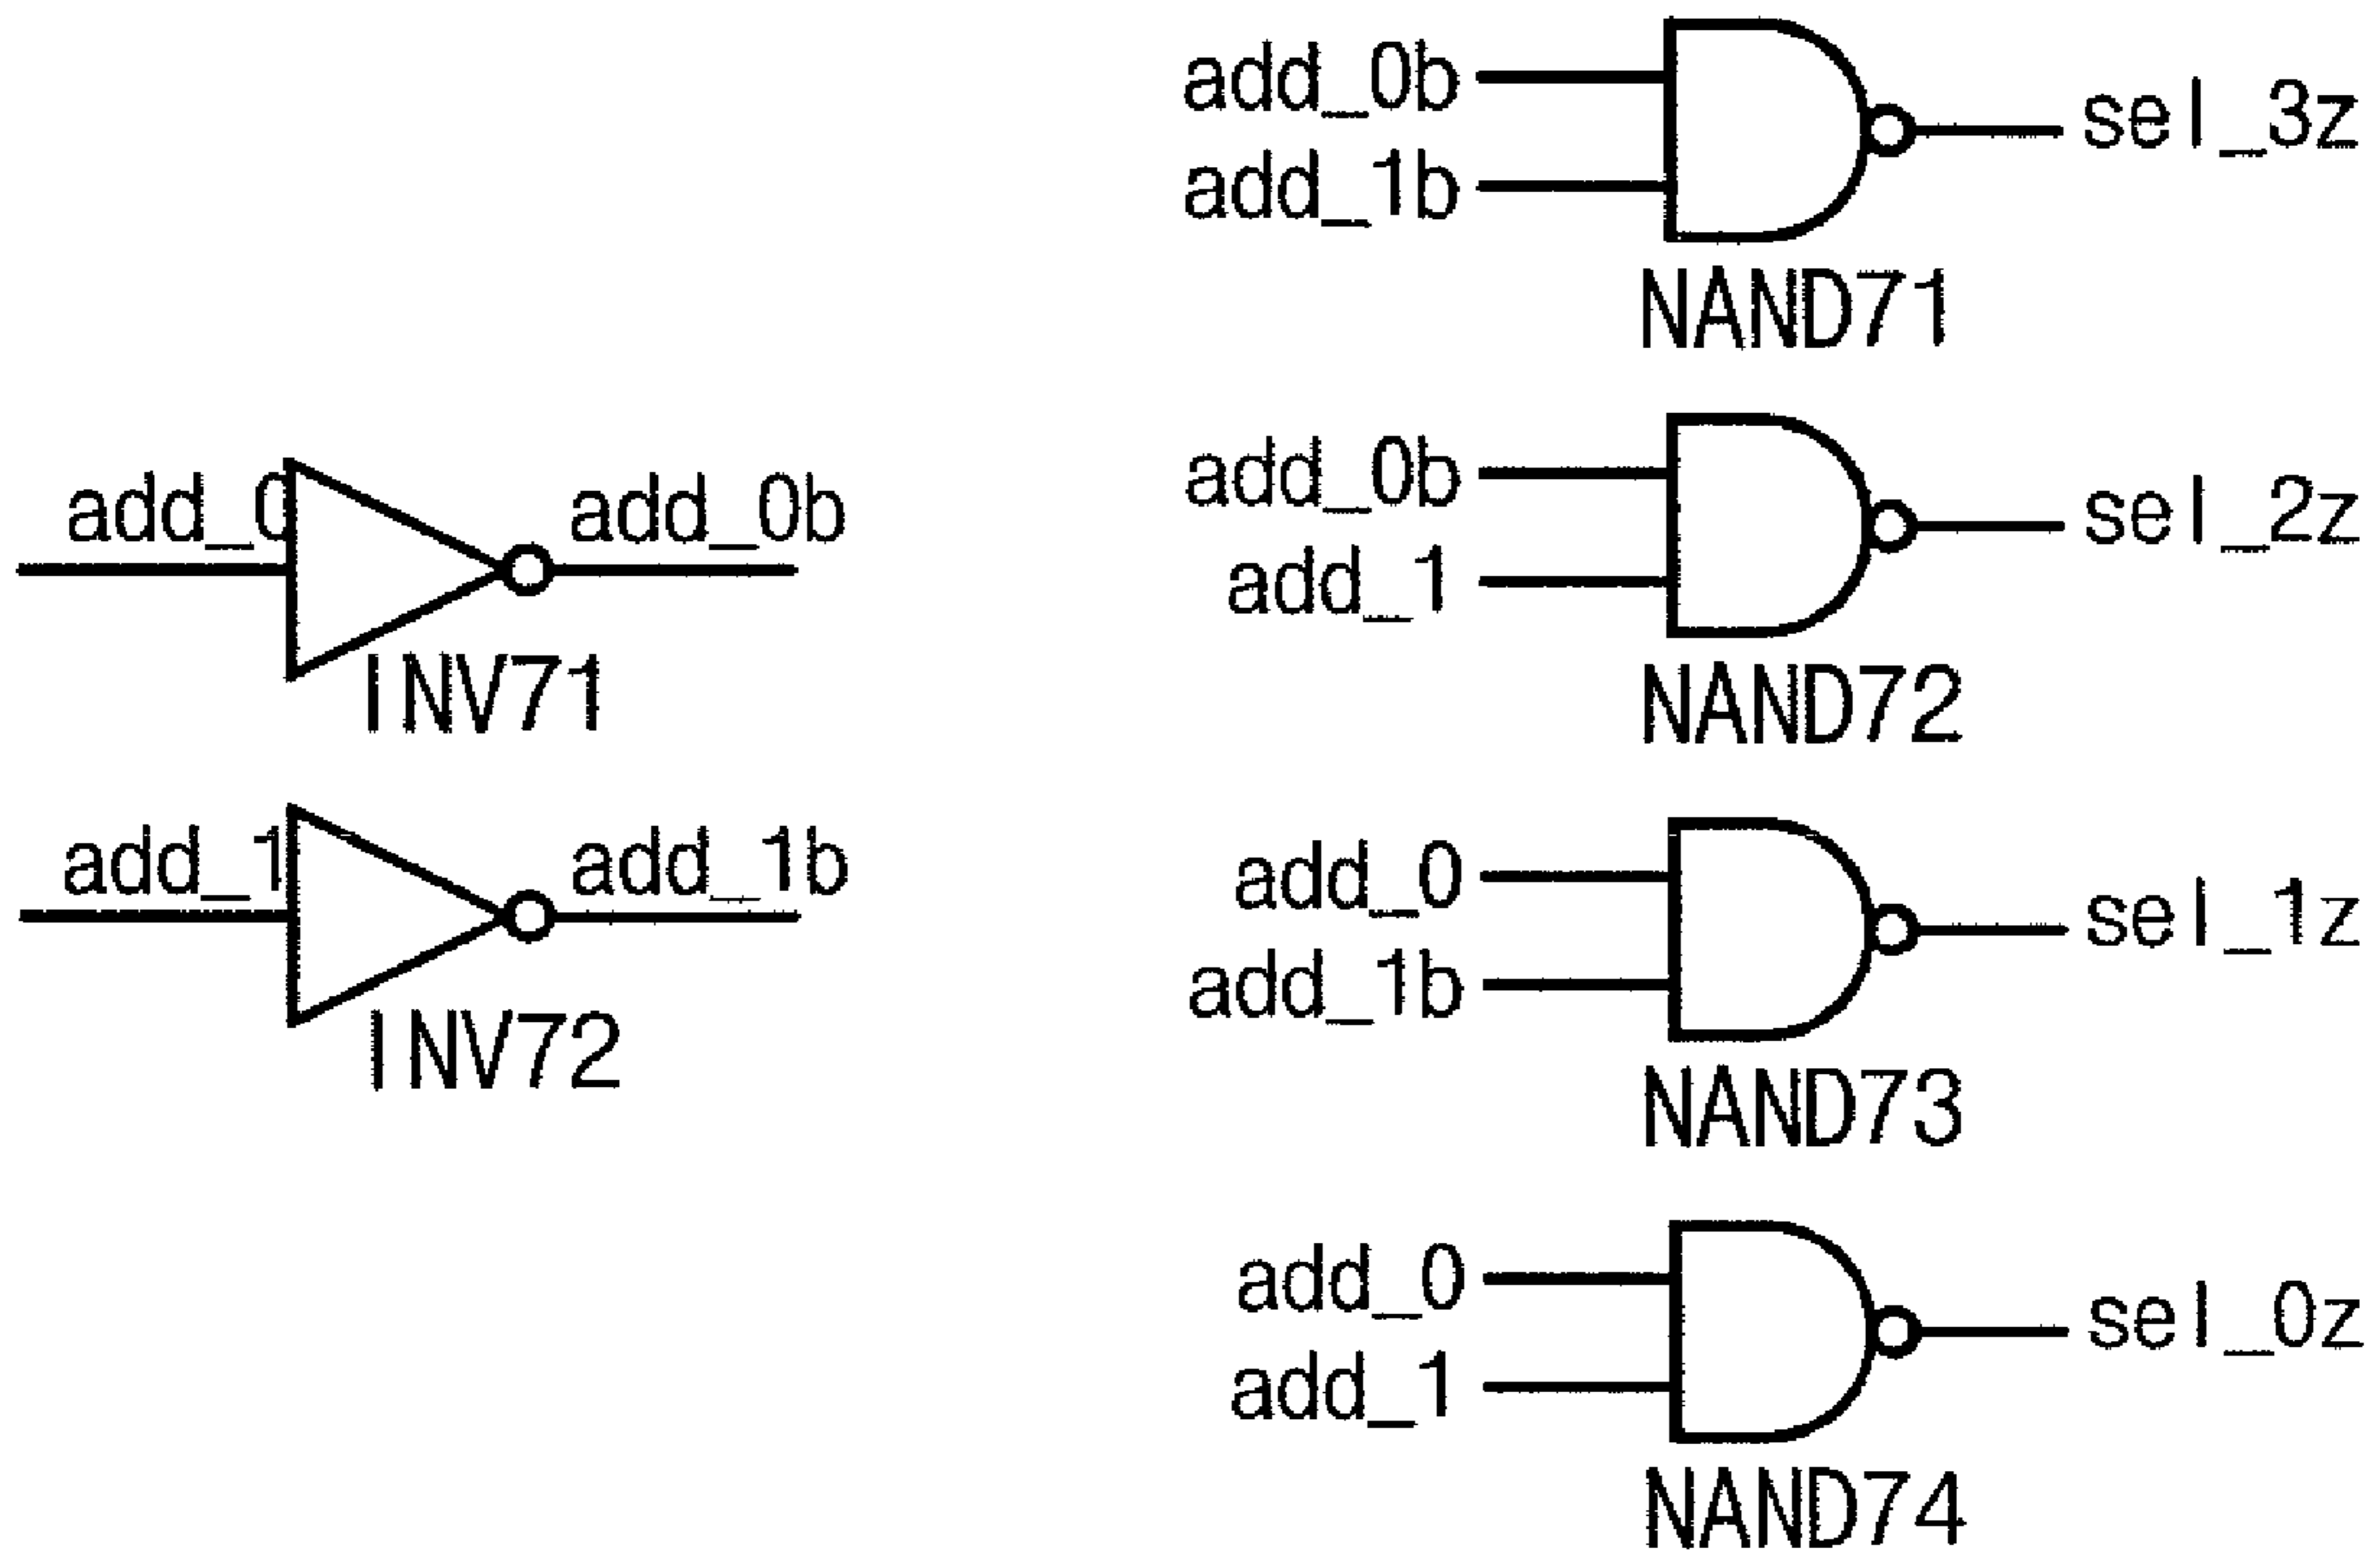 add_0b
add_1b
sel_3z
NAND71
add_0b
add_1
sel_2z
NAND72
add_0
add_0b
INV71
add_1
add_1b
INV72
add_0
add_1b
sel_1z
NAND73
add_0
add_1
sel_0z
NAND74